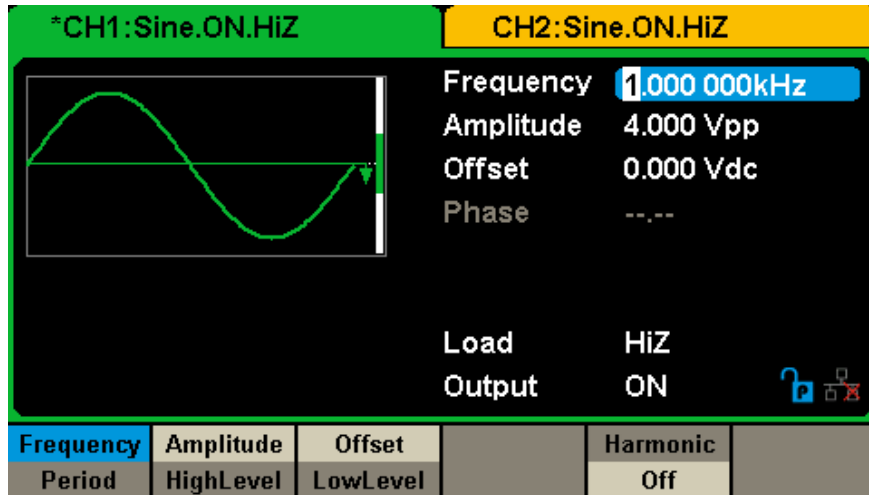 *CH1:Sine.ON.HiZ CH2:Sine.ON.HiZ
Frequency 1.000 000kHz
Amplitude 4.000 Vpp
Offset 0.000 Vdc
Phase --.--
Load HiZ
Output ON
P
Frequency Amplitude Offset Harmonic
Period HighLevel LowLevel Off